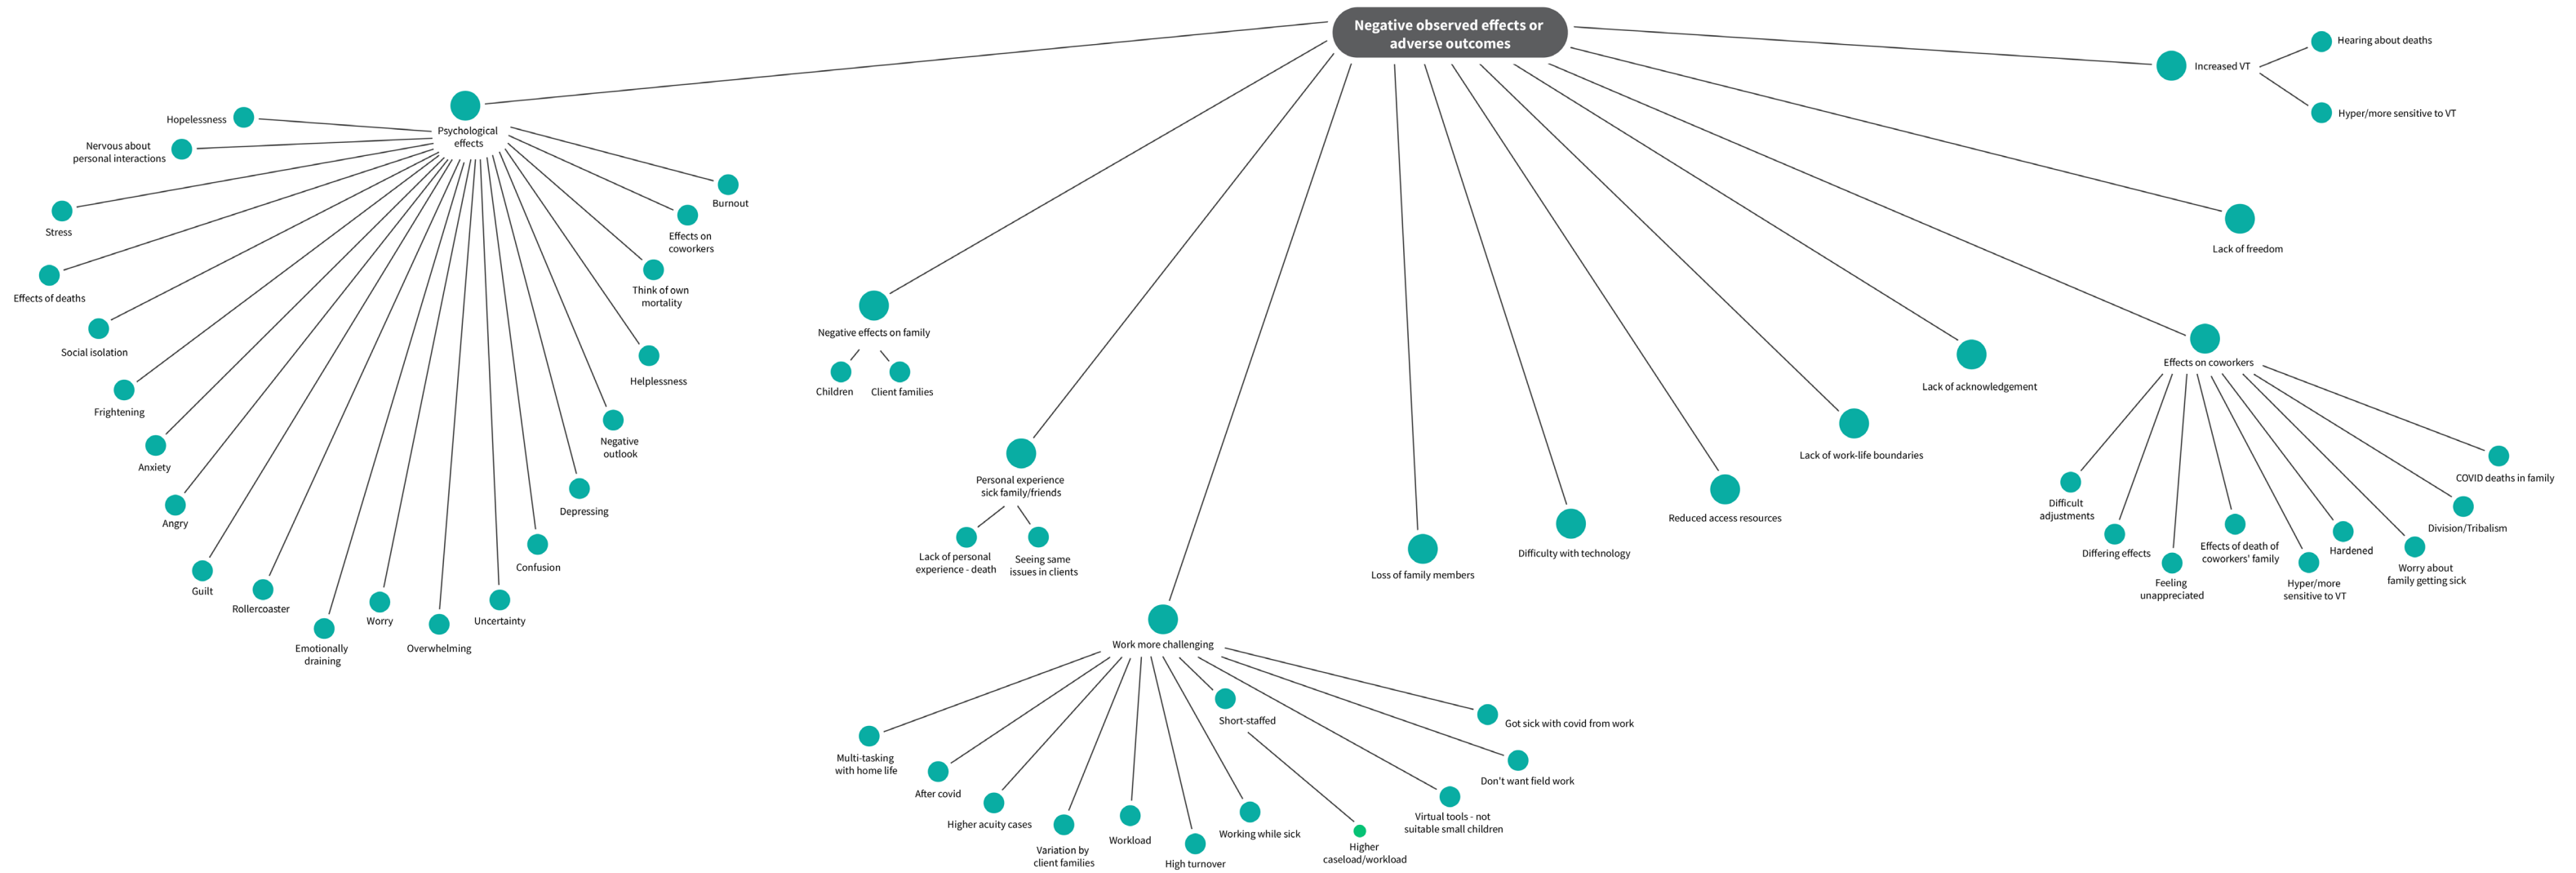 Negative observed effects or
adverse outcomes
Psychological
effects
Hopelessness
Nervous about
personal interactions
Stress
Effects of deaths
Social isolation
Frightening
Anxiety
Angry
Guilt
Rollercoaster
Emotionally
draining
Worry
Overwhelming
Uncertainty
Confusion
Depressing
Negative
outlook
Helplessness
Think of own
mortality
Effects on
coworkers
Burnout
Negative effects on family
Children
Client families
Personal experience
sick family/friends
Lack of personal
experience - death
Seeing same
issues in clients
Work more challenging
Multi-tasking
with home life
After covid
Higher acuity cases
Variation by
client families
Workload
High turnover
Working while sick
Short-staffed
Higher
caseload/workload
Virtual tools - not
suitable small children
Don't want field work
Got sick with covid from work
Loss of family members
Difficulty with technology
Reduced access resources
Lack of work-life boundaries
Lack of acknowledgement
Effects on coworkers
Difficult
adjustments
Differing effects
Feeling
unappreciated
Effects of death of
coworkers' family
Hyper/more
sensitive to VT
Hardened
Worry about
family getting sick
Division/Tribalism
COVID deaths in family
Lack of freedom
Increased VT
Hearing about deaths
Hyper/more sensitive to VT